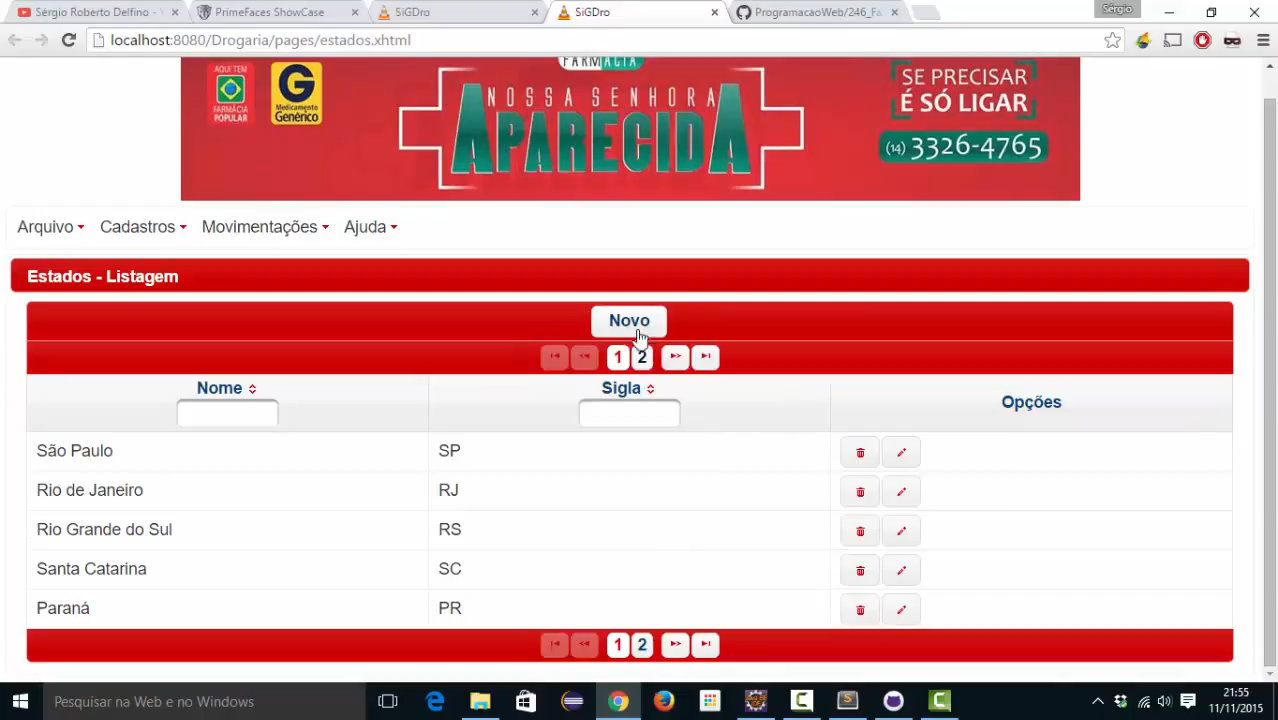 Sérgio Roberto Delfino -
PrimeFaces ShowCase
SiGDro
SiGDro
ProgramacaoWeb/246_Fa
Sérgio
localhost:8080/Drogaria/pages/estados.xhtml
AQUI TEM
FARMÁCIA
POPULAR
G
Medicamento
Genérico
NOSSA SENHORA
APARECIDA
SE PRECISAR
É SÓ LIGAR
(14) 3326-4765
Arquivo Cadastros Movimentações Ajuda
Estados - Listagem
Novo
1 2
Nome Sigla Opções
São Paulo SP
Rio de Janeiro RJ
Rio Grande do Sul RS
Santa Catarina SC
Paraná PR
1 2
Pesquisar na Web e no Windows
21:55
11/11/2015